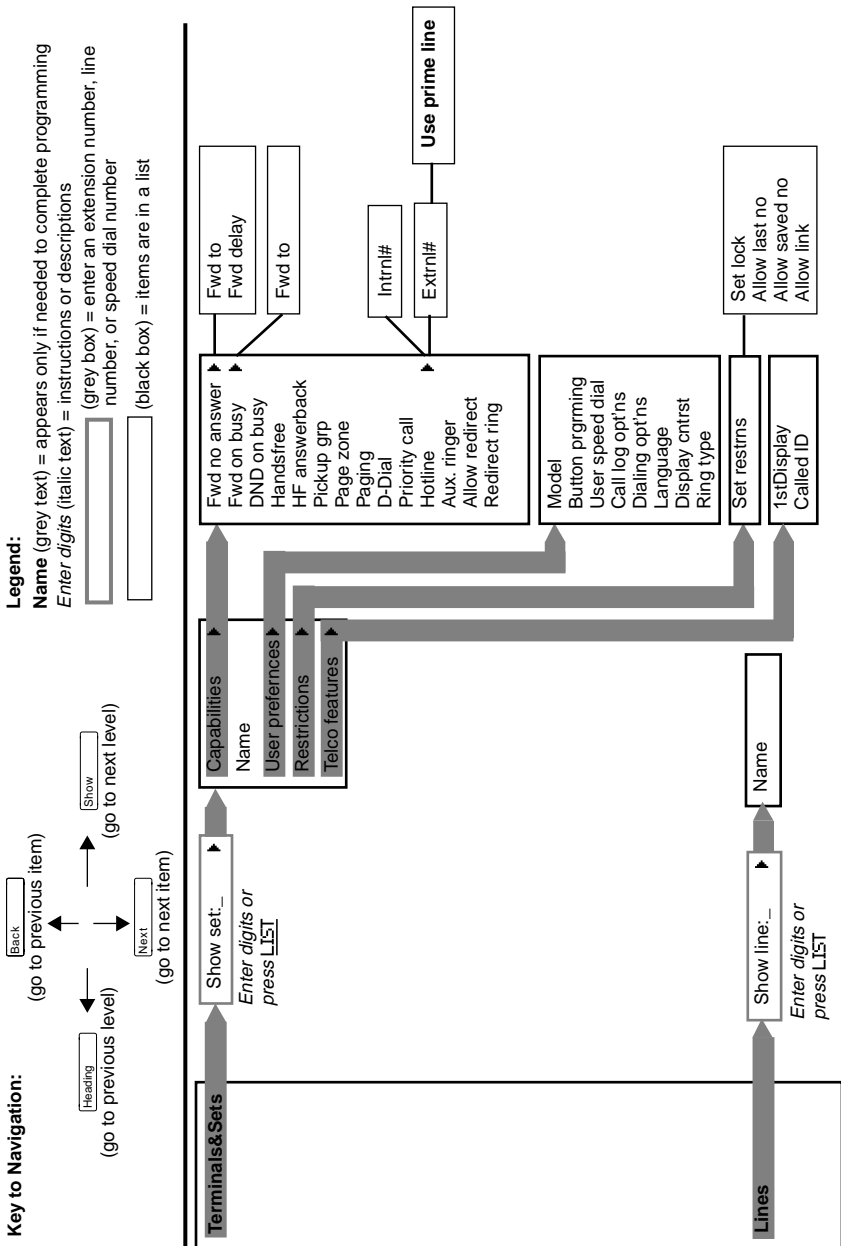 Key to Navigation:
Back
(go to previous item)
Heading
(go to previous level)
Show
(go to next level)
Next
(go to next item)
Legend:
Name (grey text) = appears only if needed to complete programming
Enter digits (italic text) = instructions or descriptions
(grey box) = enter an extension number, line
number, or speed dial number
(black box) = items are in a list
Terminals&Sets
Show set:_
Enter digits or
press LIST
Capabilities
Name
User prefernces
Restrictions
Telco features
Fwd no answer
Fwd on busy
DND on busy
Handsfree
HF answerback
Pickup grp
Page zone
Paging
D-Dial
Priority call
Hotline
Aux. ringer
Allow redirect
Redirect ring
Fwd to
Fwd delay
Fwd to
Intrnl#
Extrnl#
Use prime line
Model
Button prgrming
User speed dial
Call log opt'ns
Dialing opt'ns
Language
Display cntrst
Ring type
Set restrns
Set lock
Allow last no
Allow saved no
Allow link
1stDisplay
Called ID
Lines
Show line:_
Enter digits or
press LIST
Name